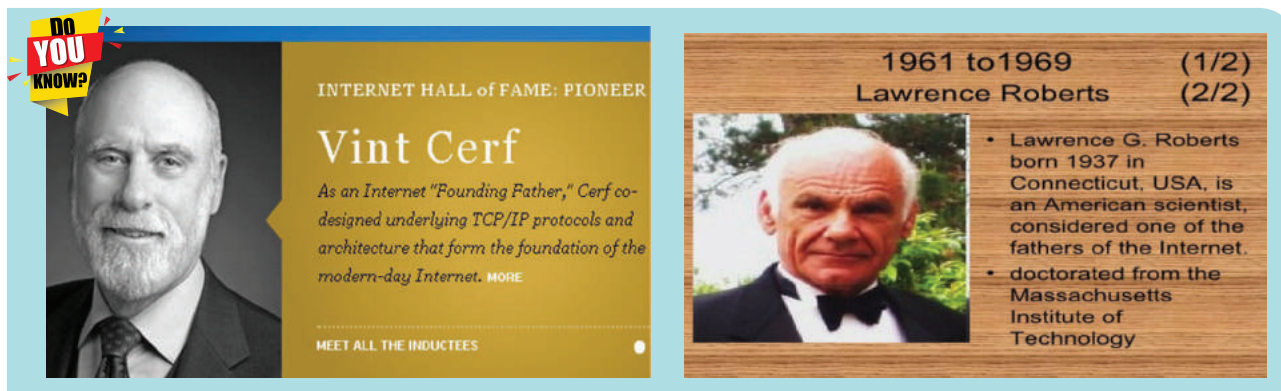 DO
YOU
KNOW?
INTERNET HALL of FAME: PIONEER
Vint Cerf
As an Internet "Founding Father," Cerf co-
designed underlying TCP/IP protocols and
architecture that form the foundation of the
modern-day Internet. MORE
MEET ALL THE INDUCTEES
1961 to1969 (1/2)
Lawrence Roberts (2/2)
• Lawrence G. Roberts
born 1937 in
Connecticut, USA, is
an American scientist,
considered one of the
fathers of the Internet.
• doctorated from the
Massachusetts
Institute of
Technology